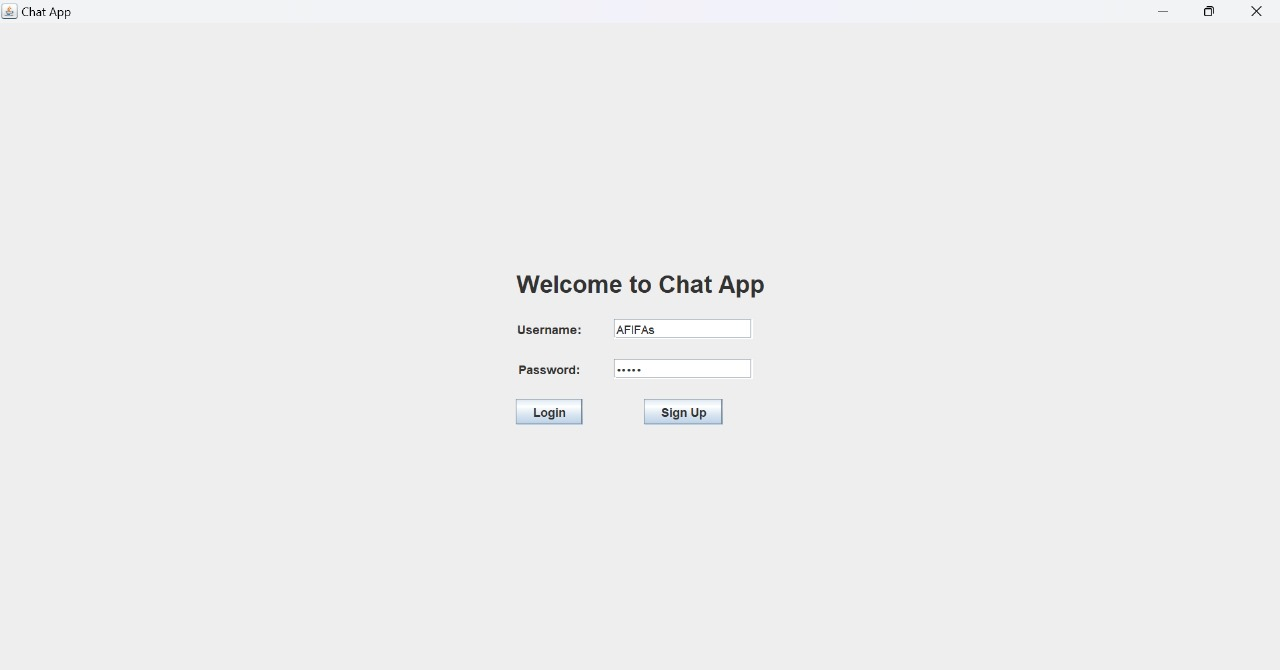 Chat App
Welcome to Chat App
Username: AFIFAs
Password: •••••
Login Sign Up